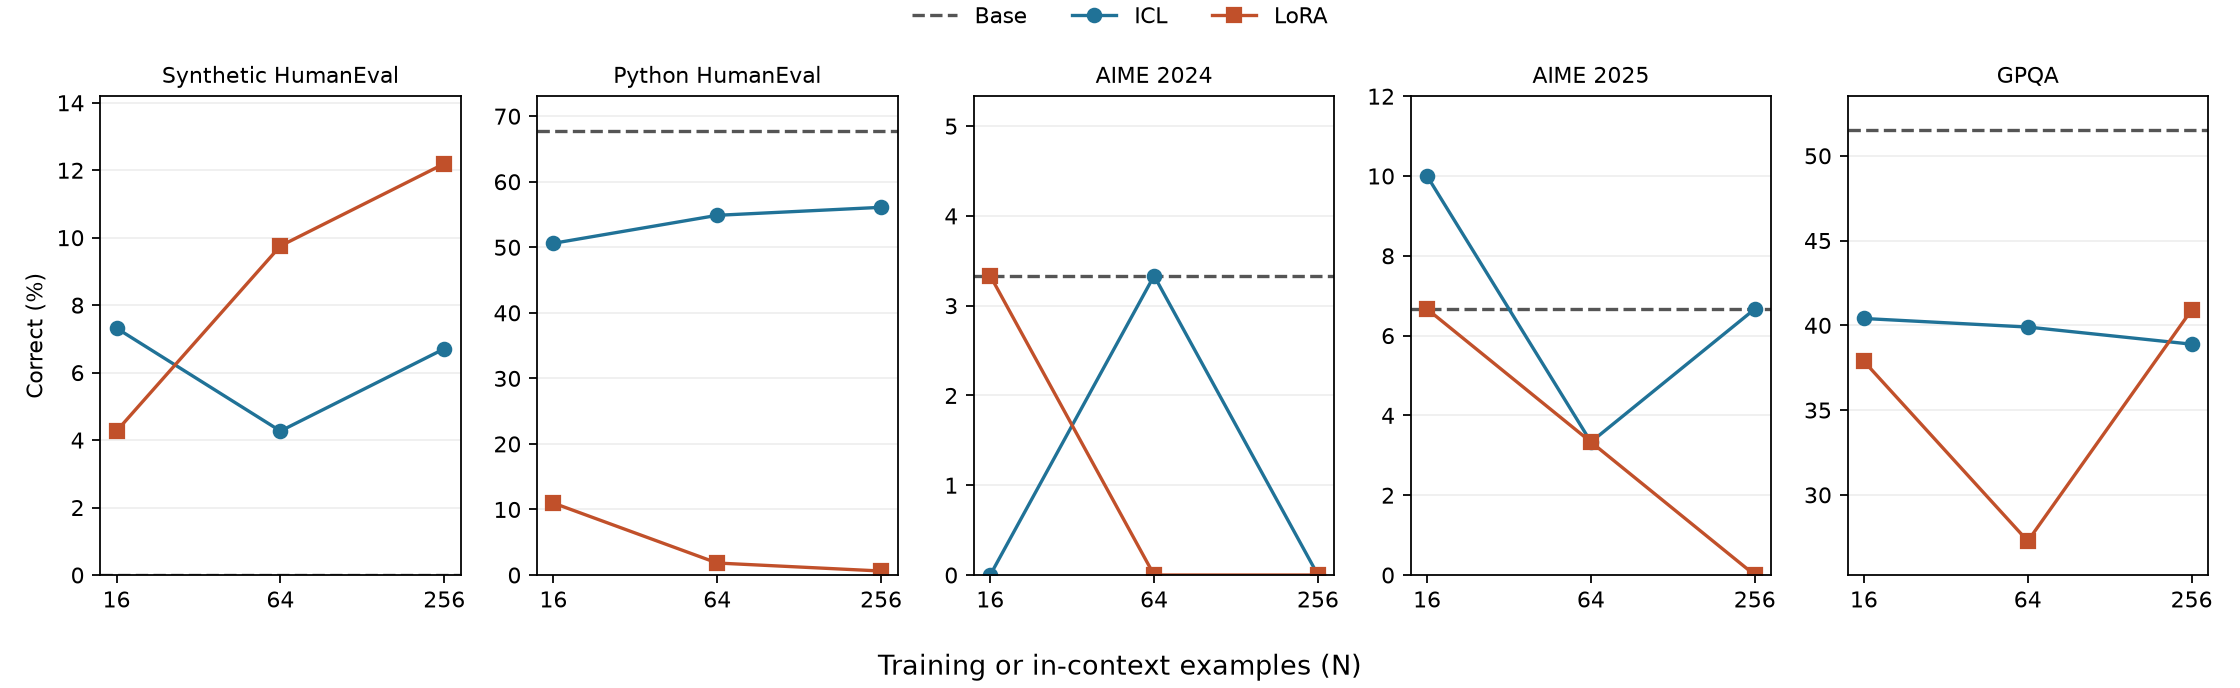 Base ICL LoRA
Synthetic HumanEval
Correct (%)
14
12
10
8
6
4
2
0
16 64 256
Python HumanEval
70
60
50
40
30
20
10
0
16 64 256
AIME 2024
5
4
3
2
1
0
16 64 256
AIME 2025
12
10
8
6
4
2
0
16 64 256
GPQA
50
45
40
35
30
16 64 256
Training or in-context examples (N)